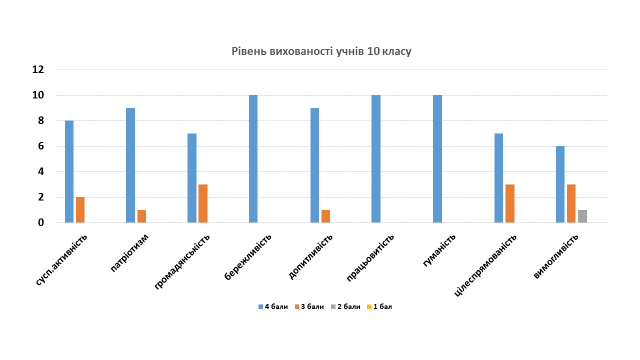 Рівень вихованості учнів 10 класу
12
10
8
6
4
2
0
сусп.активність
патріотизм
громадянськість
бережливість
допитливість
працьовитість
гуманість
цілеспрямованість
вимогливість
4 бали 3 бали 2 бали 1 бал